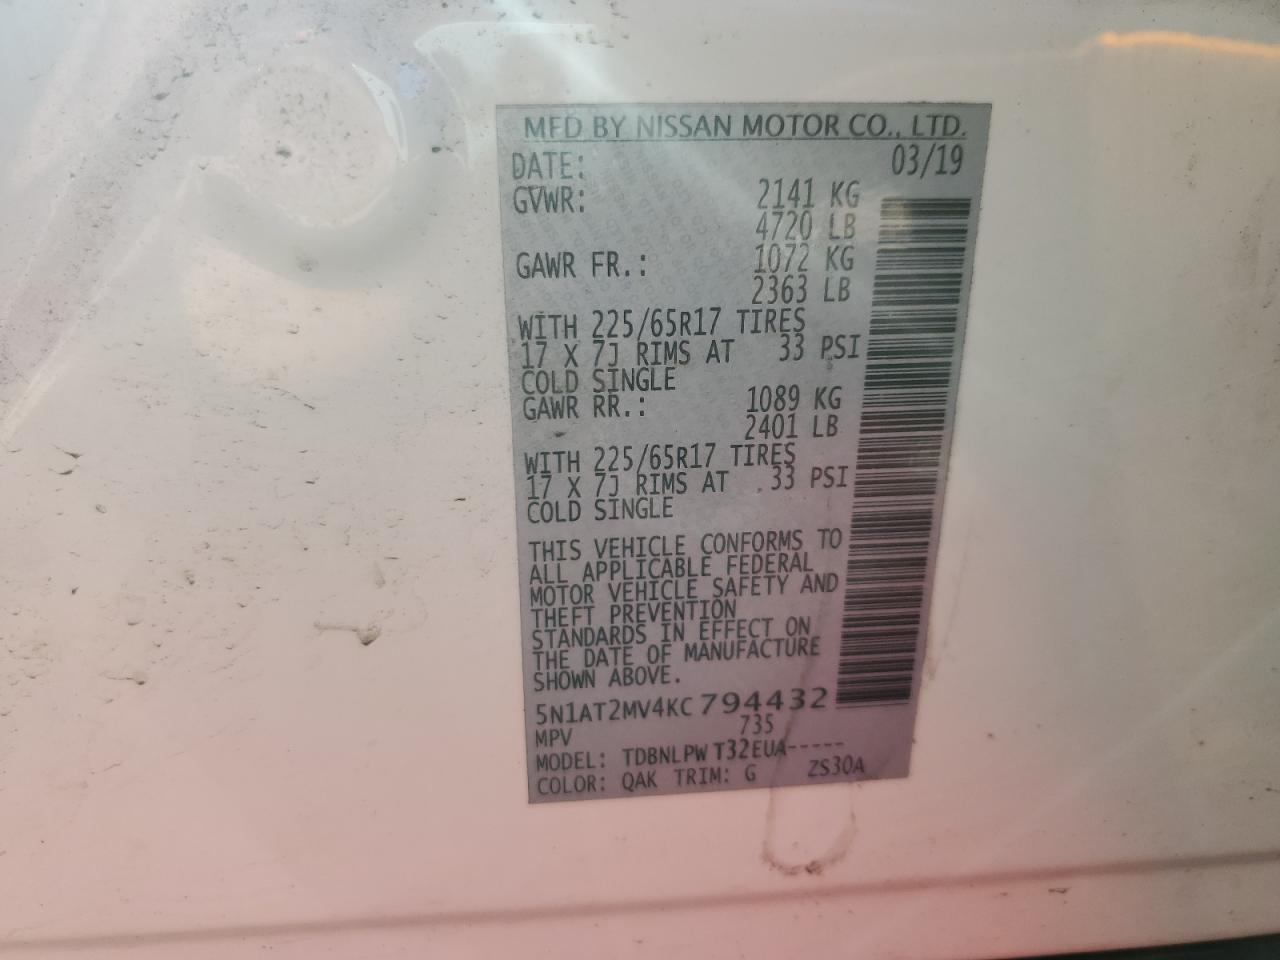 MFD BY NISSAN MOTOR CO., LTD.
DATE: 03/19
GVWR: 2141 KG
4720 LB
GAWR FR.: 1072 KG
2363 LB
WITH 225/65R17 TIRES
17 X 7J RIMS AT 33 PSI
COLD SINGLE
GAWR RR.: 1089 KG
2401 LB
WITH 225/65R17 TIRES
17 X 7J RIMS AT 33 PSI
COLD SINGLE
THIS VEHICLE CONFORMS TO
ALL APPLICABLE FEDERAL
MOTOR VEHICLE SAFETY AND
THEFT PREVENTION
STANDARDS IN EFFECT ON
THE DATE OF MANUFACTURE
SHOWN ABOVE.
5N1AT2MV4KC794432
MPV 735
MODEL: TDBNLPW T32EUA-----
COLOR: QAK TRIM: G ZS30A